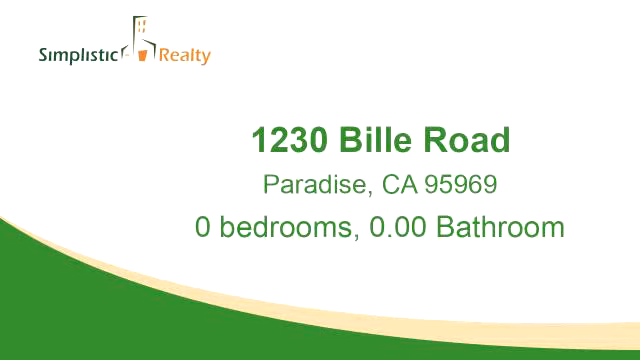 Simplistic Realty
1230 Bille Road
Paradise, CA 95969
0 bedrooms, 0.00 Bathroom